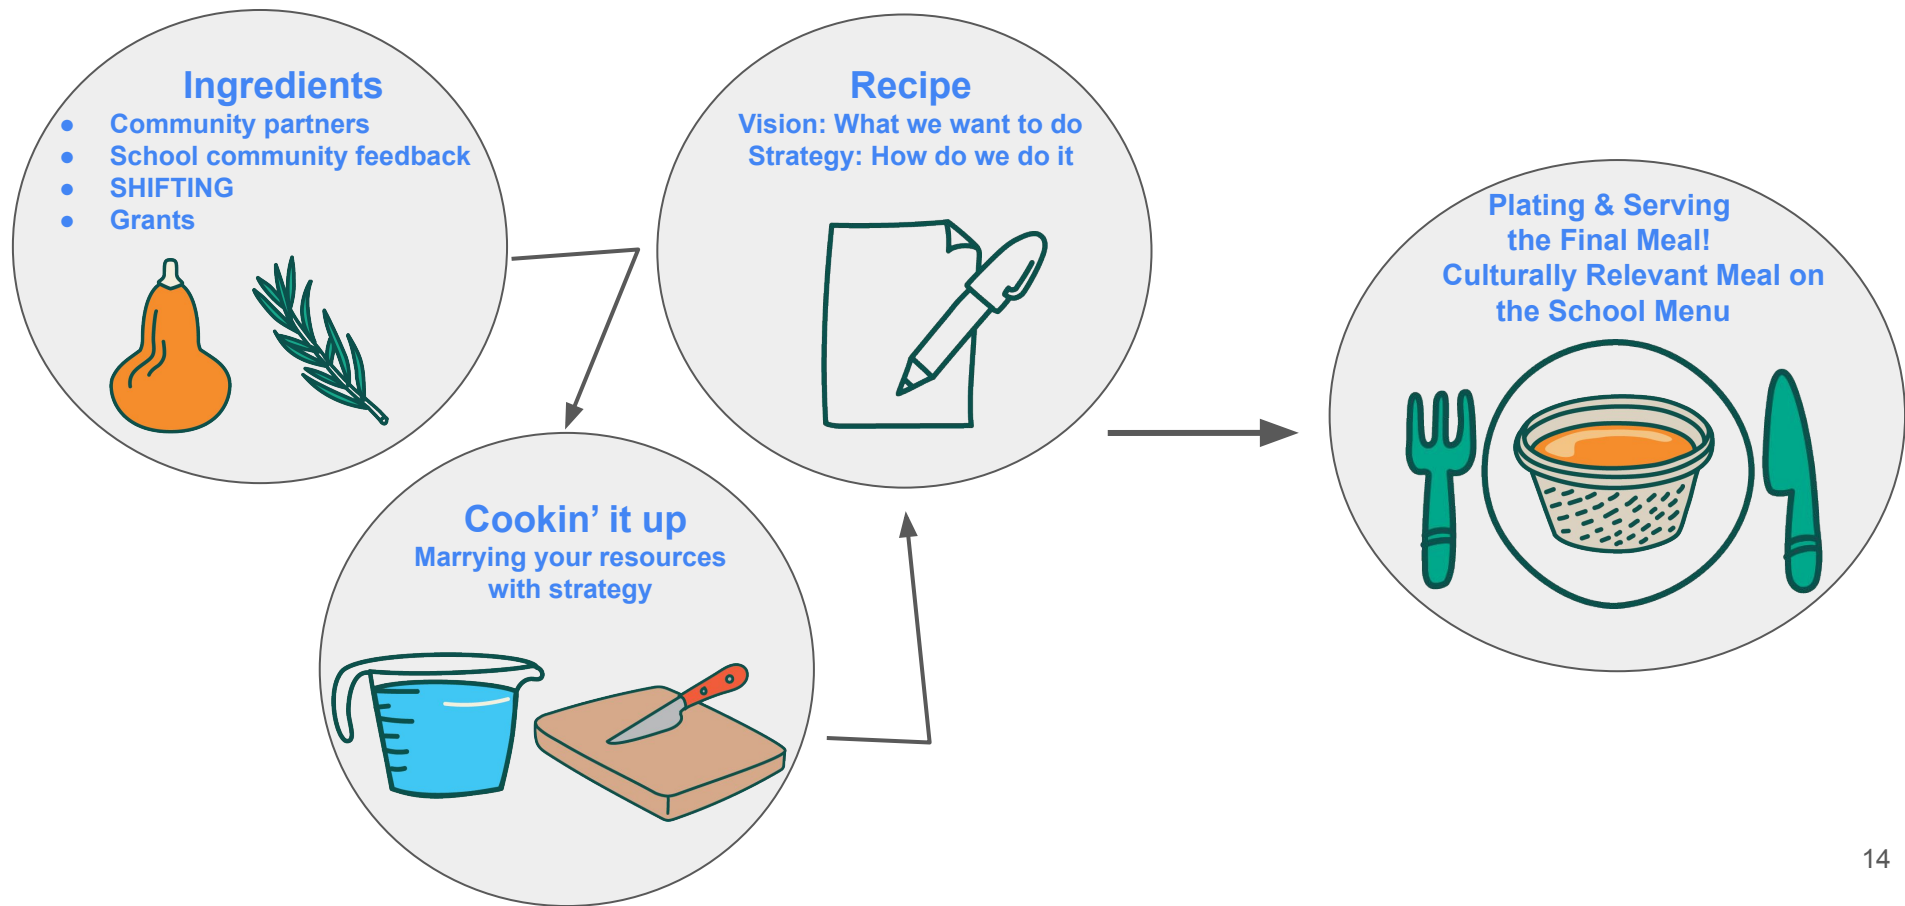 Ingredients
● Community partners
● School community feedback
● SHIFTING
● Grants
Cookin’ it up
Marrying your resources
with strategy
Recipe
Vision: What we want to do
Strategy: How do we do it
Plating & Serving
the Final Meal!
Culturally Relevant Meal on
the School Menu
14